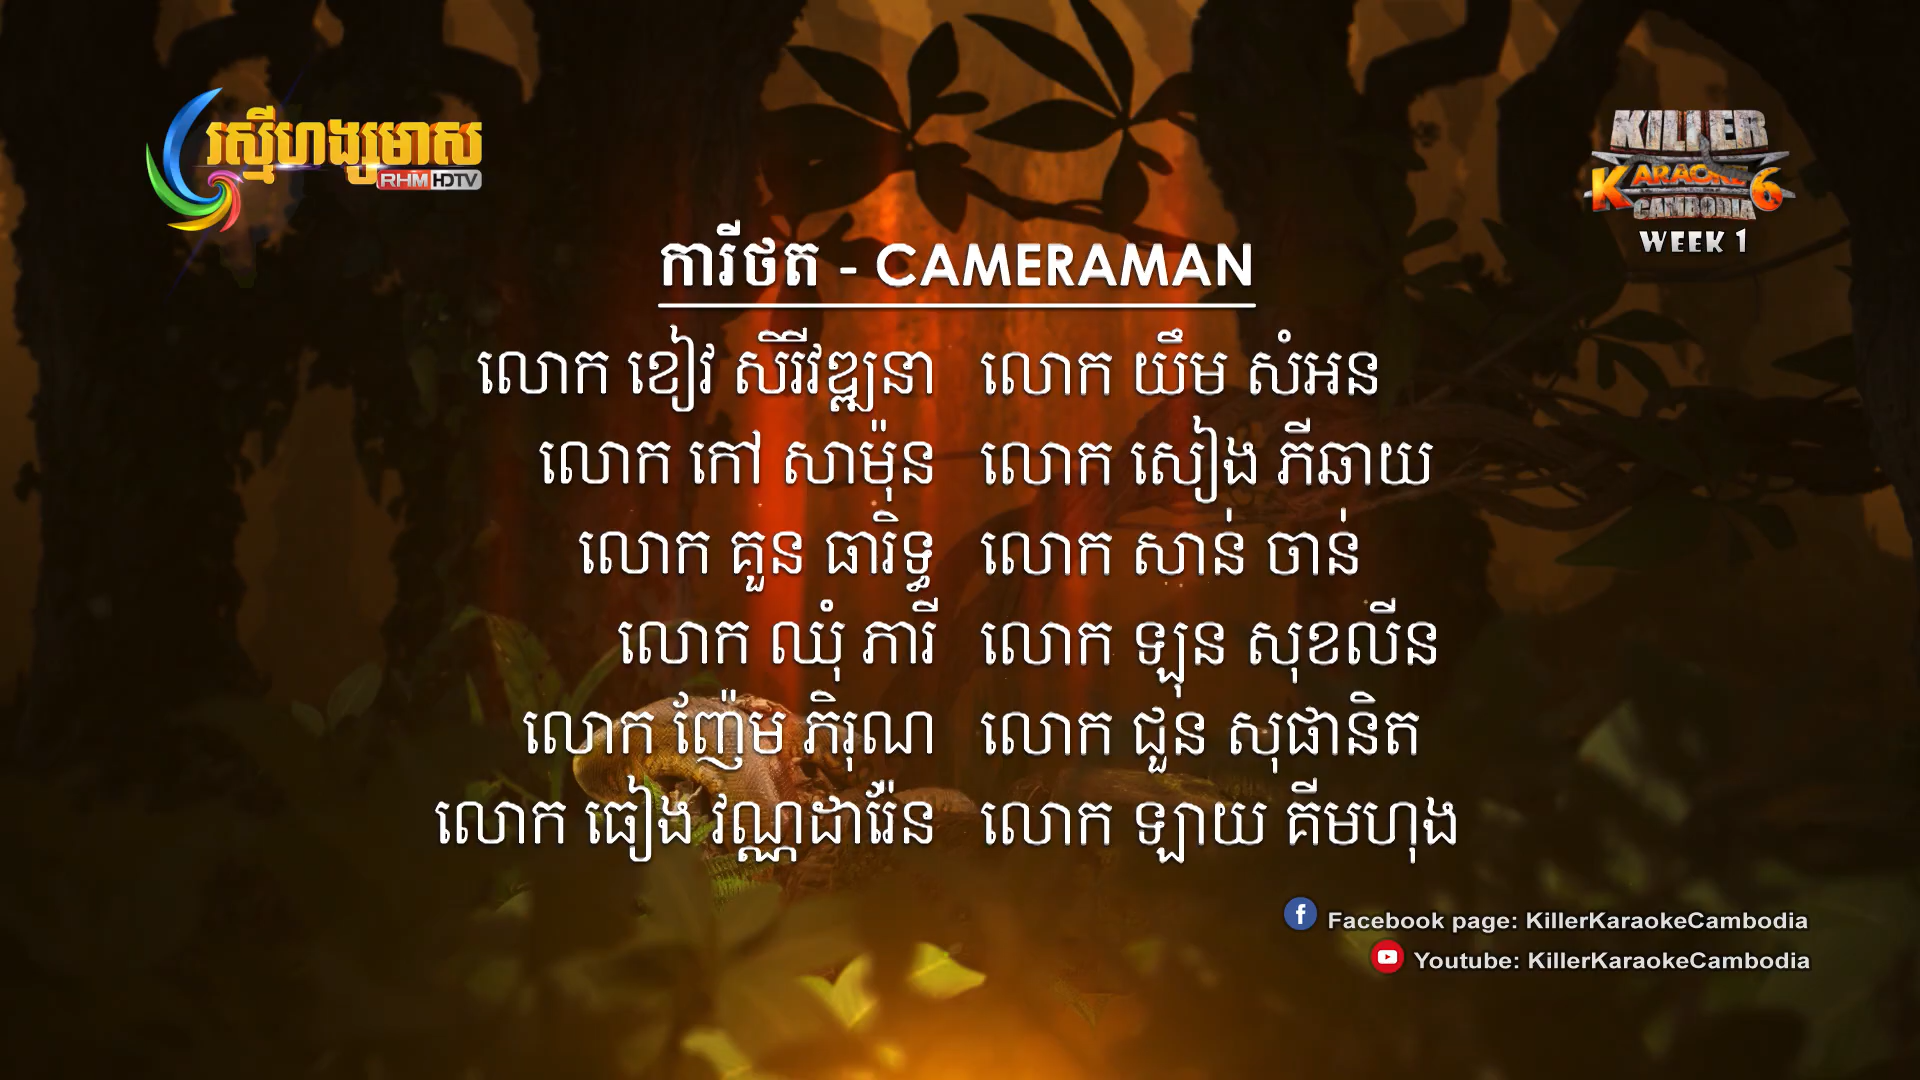 រស្មីហង្សមាស
RHM HDTV
KILLER
KARAOKE 6
CAMBODIA
WEEK 1
ការីថត - CAMERAMAN
លោក ខៀវ សិរីវឌ្ឍនា លោក យឹម សំអន
លោក កៅ សាម៉ុន លោក សៀង ភីឆាយ
លោក គួន ធារិទ្ធ លោក សាន់ ចាន់
លោក ឈុំ ភារី លោក ឡុន សុខលីន
លោក ញ៉ែម ភិរុណ លោក ជួន សុផានិត
លោក ធៀង វណ្ណដារ៉ែន លោក ឡាយ គីមហុង
Facebook page: KillerKaraokeCambodia
Youtube: KillerKaraokeCambodia